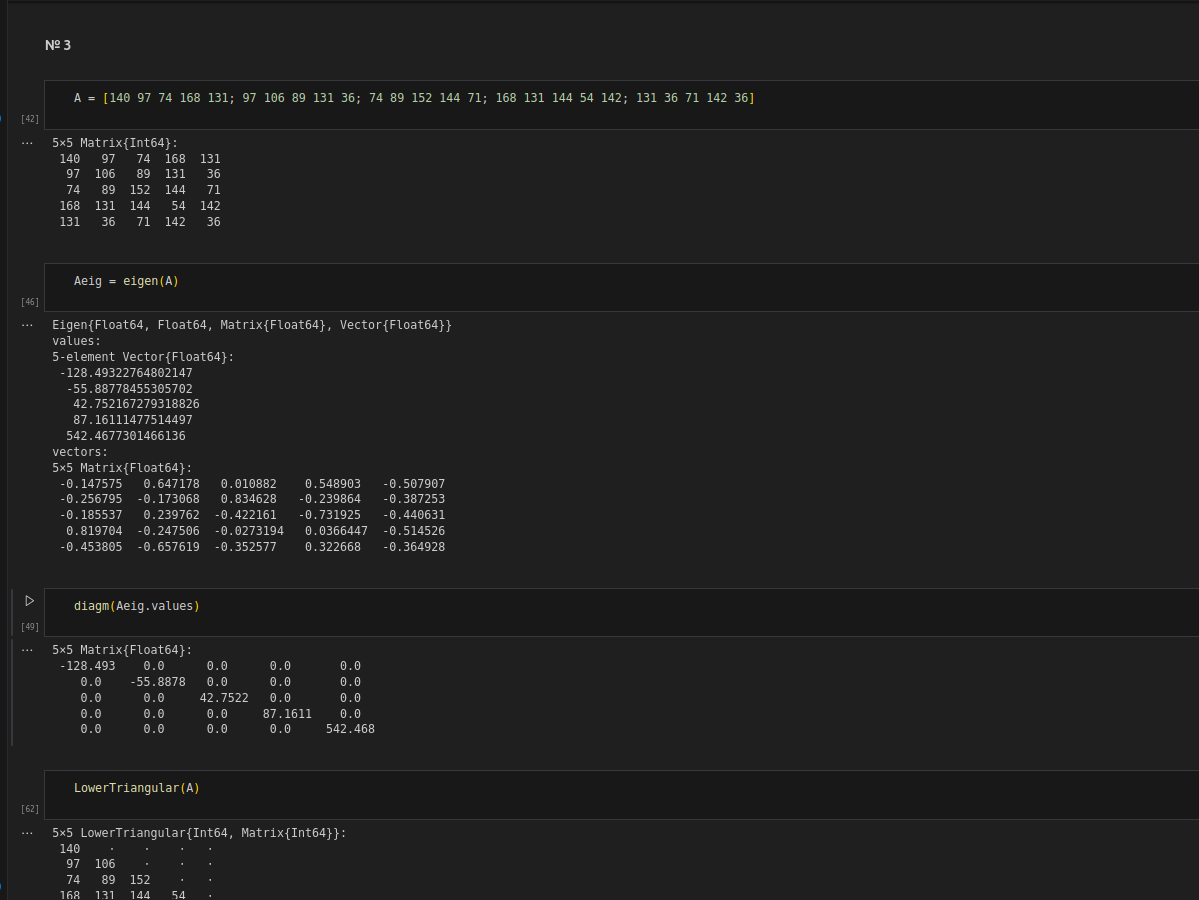 № 3
A = [140 97 74 168 131; 97 106 89 131 36; 74 89 152 144 71; 168 131 144 54 142; 131 36 71 142 36]
[42]
... 5×5 Matrix{Int64}:
140 97 74 168 131
97 106 89 131 36
74 89 152 144 71
168 131 144 54 142
131 36 71 142 36
Aeig = eigen(A)
[46]
... Eigen{Float64, Float64, Matrix{Float64}, Vector{Float64}}
values:
5-element Vector{Float64}:
-128.49322764802147
-55.88778455305702
42.752167279318826
87.16111477514497
542.4677301466136
vectors:
5×5 Matrix{Float64}:
-0.147575 0.647178 0.010882 0.548903 -0.507907
-0.256795 -0.173068 0.834628 -0.239864 -0.387253
-0.185537 0.239762 -0.422161 -0.731925 -0.440631
0.819704 -0.247506 -0.0273194 0.0366447 -0.514526
-0.453805 -0.657619 -0.352577 0.322668 -0.364928
diagm(Aeig.values)
[49]
... 5×5 Matrix{Float64}:
-128.493 0.0 0.0 0.0 0.0
0.0 -55.8878 0.0 0.0 0.0
0.0 0.0 42.7522 0.0 0.0
0.0 0.0 0.0 87.1611 0.0
0.0 0.0 0.0 0.0 542.468
LowerTriangular(A)
[62]
... 5×5 LowerTriangular{Int64, Matrix{Int64}}:
140 · · · ·
97 106 · · ·
74 89 152 · ·
168 131 144 54 ·